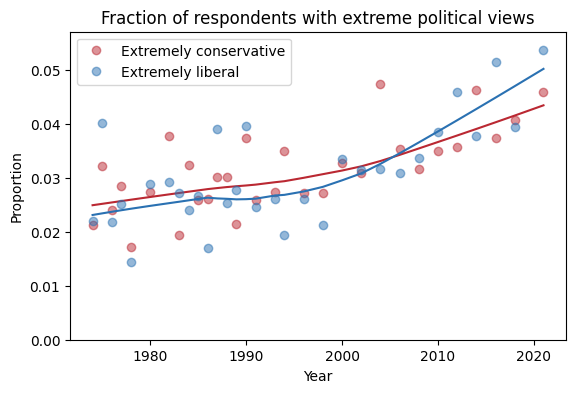 Fraction of respondents with extreme political views
Extremely conservative
Extremely liberal
0.05
0.04
0.03
0.02
0.01
0.00
Proportion
1980 1990 2000 2010 2020
Year